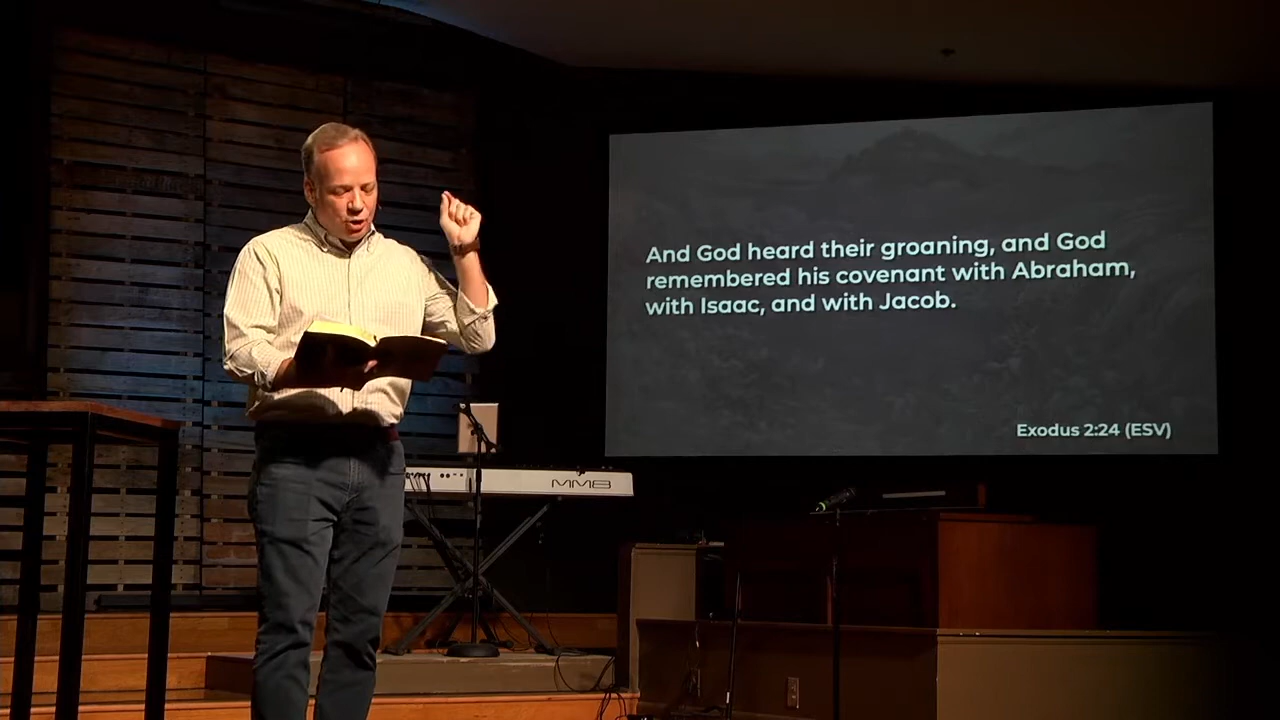 And God heard their groaning, and God
remembered his covenant with Abraham,
with Isaac, and with Jacob.
Exodus 2:24 (ESV)
MM8